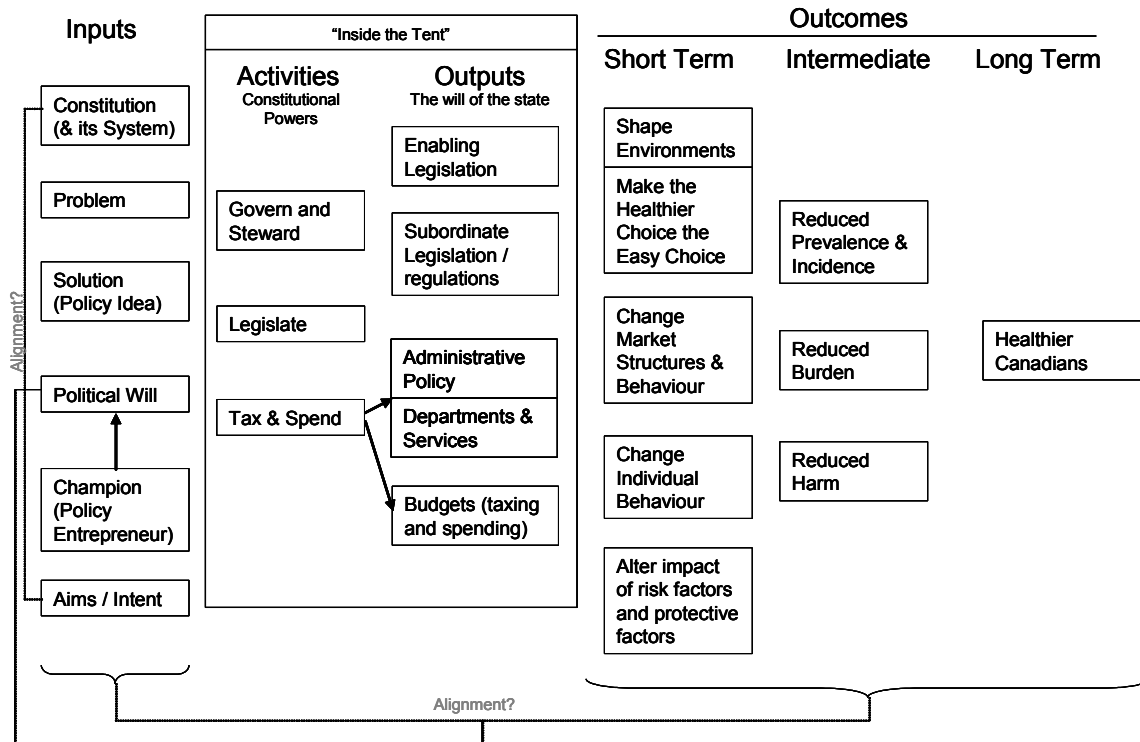 Inputs
Constitution
(& its System)
Problem
Solution
(Policy Idea)
Political Will
Champion
(Policy
Entrepreneur)
Aims / Intent
Alignment?
“Inside the Tent”
Activities
Constitutional
Powers
Govern and
Steward
Legislate
Tax & Spend
Outputs
The will of the state
Enabling
Legislation
Subordinate
Legislation /
regulations
Administrative
Policy
Departments &
Services
Budgets (taxing
and spending)
Outcomes
Short Term
Shape
Environments
Make the
Healthier
Choice the
Easy Choice
Change
Market
Structures &
Behaviour
Change
Individual
Behaviour
Alter impact
of risk factors
and protective
factors
Intermediate
Reduced
Prevalence &
Incidence
Reduced
Burden
Reduced
Harm
Long Term
Healthier
Canadians
Alignment?